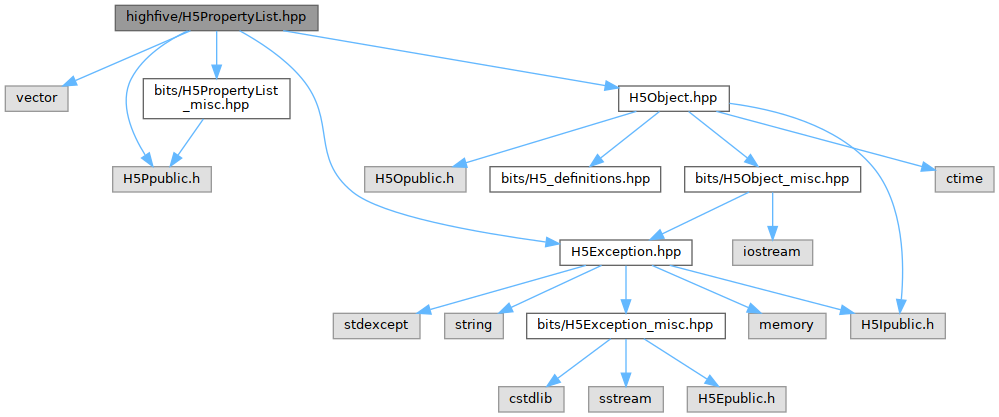 highfive/H5PropertyList.hpp
vector
bits/H5PropertyList
_misc.hpp
H5Object.hpp
H5Ppublic.h
H5Opublic.h
bits/H5_definitions.hpp
bits/H5Object_misc.hpp
ctime
H5Exception.hpp
iostream
stdexcept
string
bits/H5Exception_misc.hpp
memory
H5Ipublic.h
cstdlib
sstream
H5Epublic.h